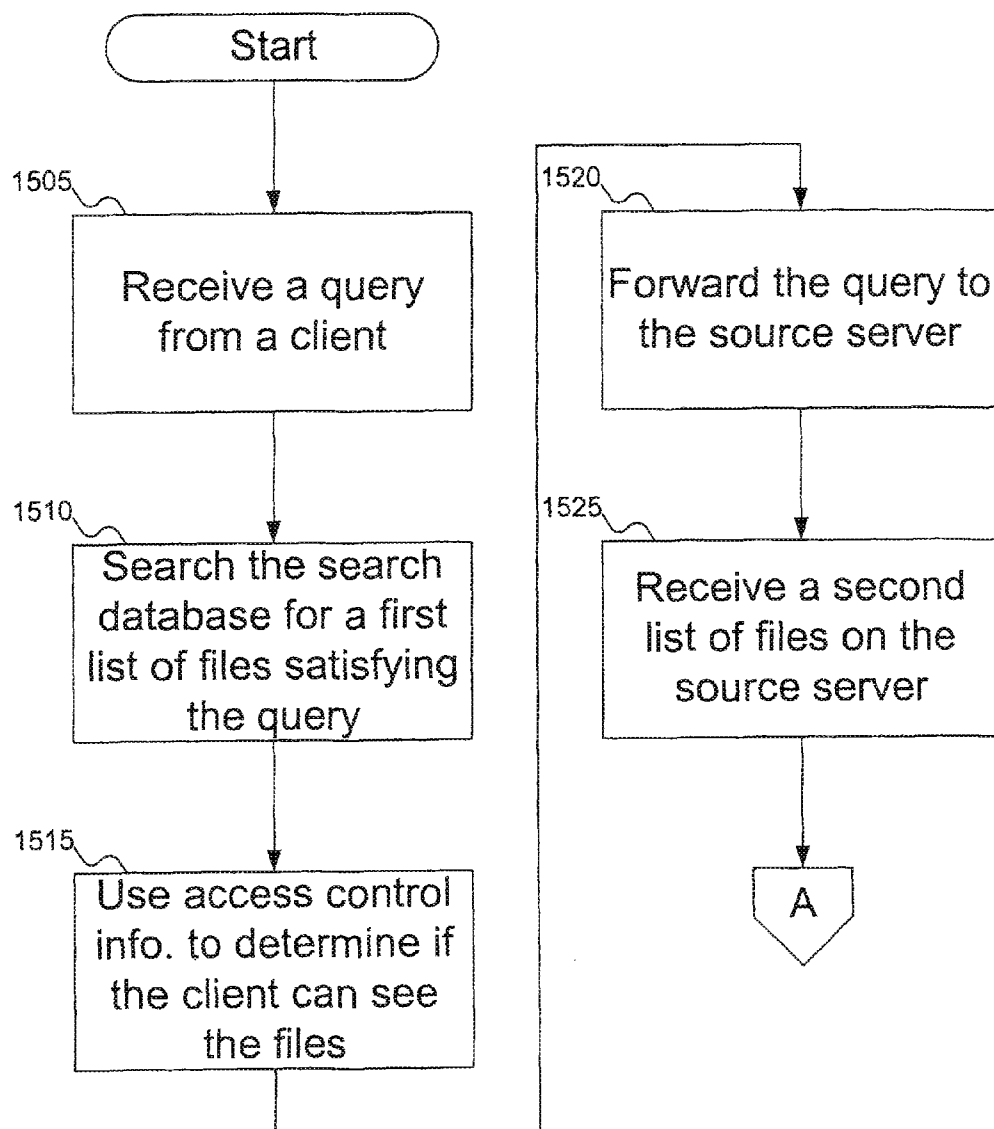 Start
1505
Receive a query
from a client
1510
Search the search
database for a first
list of files satisfying
the query
1515
Use access control
info. to determine if
the client can see
the files
1520
Forward the query to
the source server
1525
Receive a second
list of files on the
source server
A